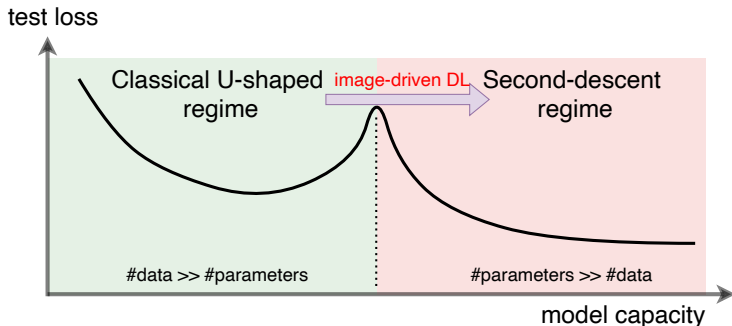 test loss
Classical U-shaped
regime
image-driven DL
Second-descent
regime
#data >> #parameters
#parameters >> #data
model capacity